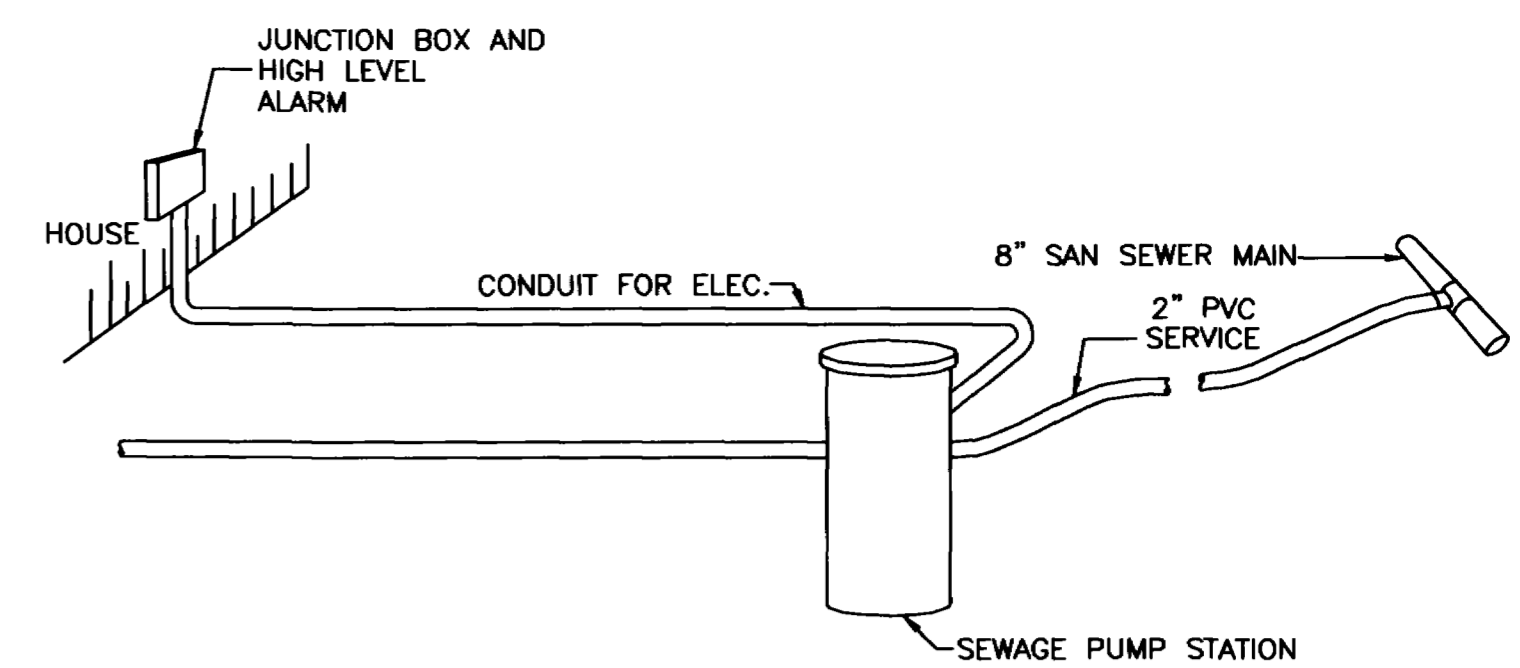 JUNCTION BOX AND
HIGH LEVEL
ALARM
HOUSE
CONDUIT FOR ELEC.
8" SAN SEWER MAIN
2" PVC
SERVICE
SEWAGE PUMP STATION